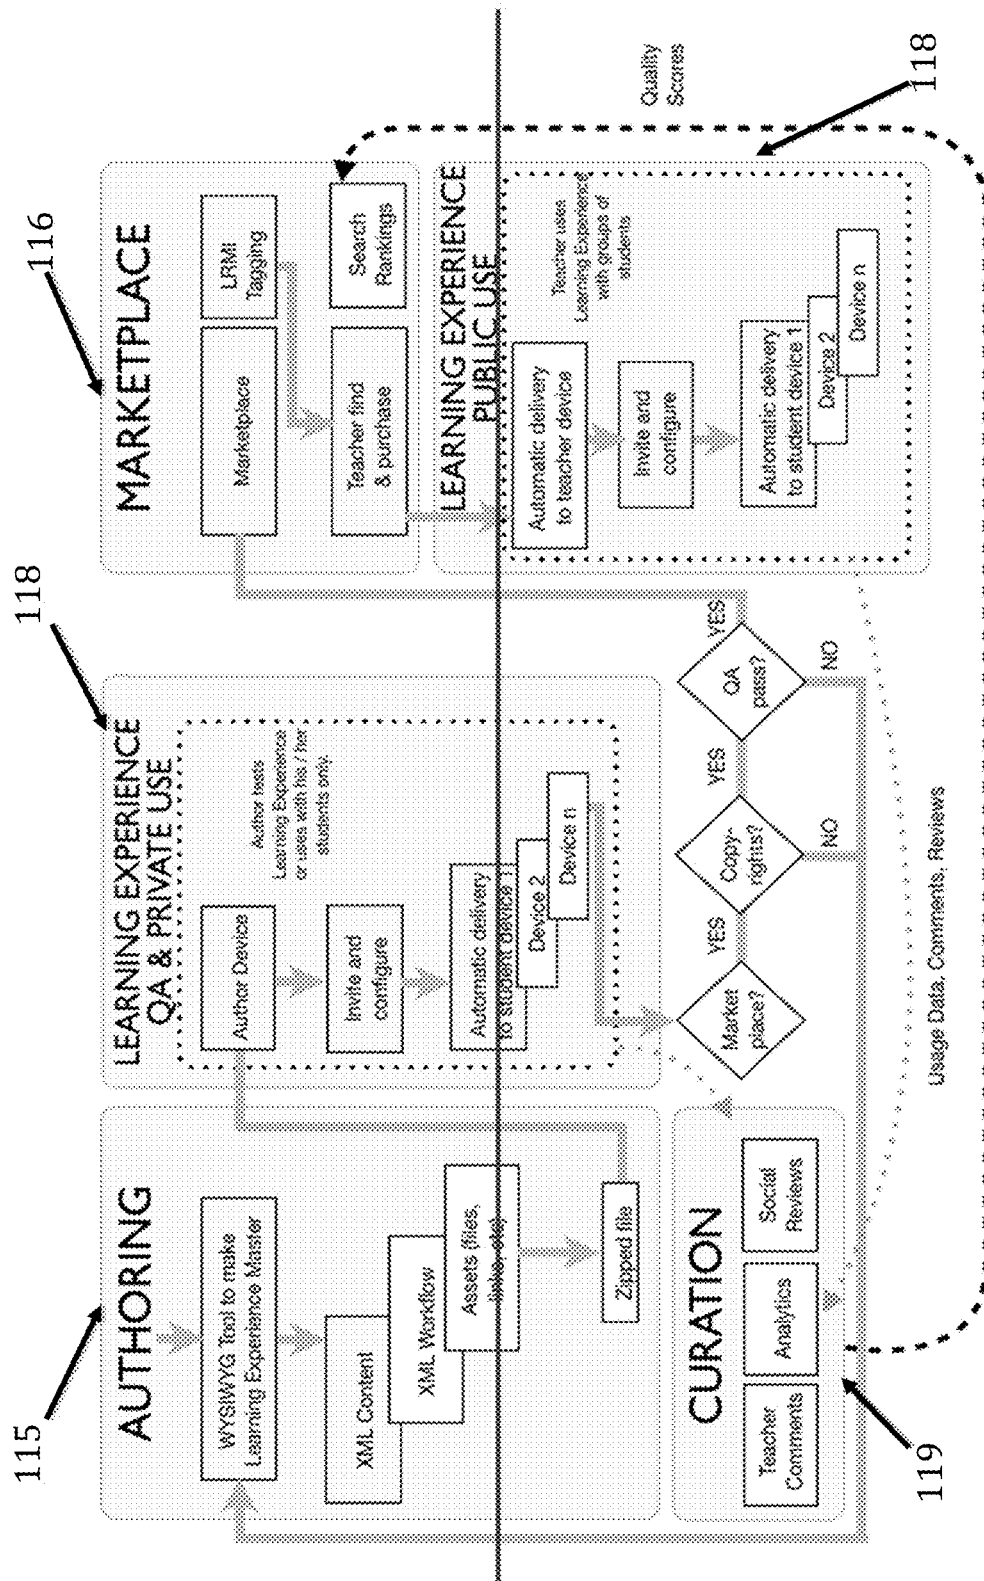 115
118
116
AUTHORING
WYSIWYG Tool to make
Learning Experience Master
XML Content
XML Workflow
Assets (files,
links, etc)
Zipped file
LEARNING EXPERIENCE
QA & PRIVATE USE
Author Device
Author tests
Learning Experience
or uses with his / her
students only.
Invite and
configure
Automatic delivery
to student device 1
Device 2
Device n
MARKETPLACE
Marketplace
LRMI
Tagging
Teacher find
& purchase
Search
Rankings
LEARNING EXPERIENCE
PUBLIC USE
Automatic delivery
to teacher device
Teacher uses
Learning Experience
with groups of
students
Invite and
configure
Automatic delivery
to student device 1
Device 2
Device n
CURATION
Teacher
Comments
Analytics
Social
Reviews
Market
place?
YES
Copy-
rights?
YES
QA
pass?
YES
NO
NO
Usage Data, Comments, Reviews
Quality
Scores
119
118